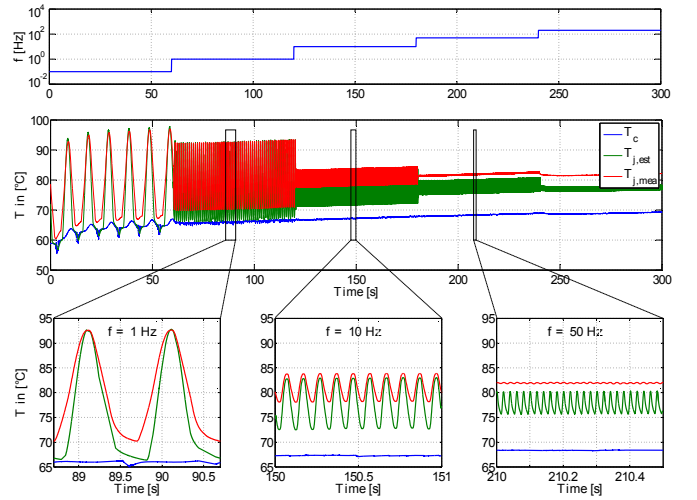 10^4
10^2
10^0
10^-2
f [Hz]
0 50 100 150 200 250 300
100
90
80
70
60
50
T in [°C]
T_c
T_j,est
T_j,mea
0 50 100 150 200 250 300
Time [s]
95
90
85
80
75
70
65
T in [°C]
f = 1 Hz
89 89.5 90 90.5
Time [s]
95
90
85
80
75
70
65
f = 10 Hz
150 150.5 151
Time [s]
95
90
85
80
75
70
65
f = 50 Hz
210 210.2 210.4
Time [s]